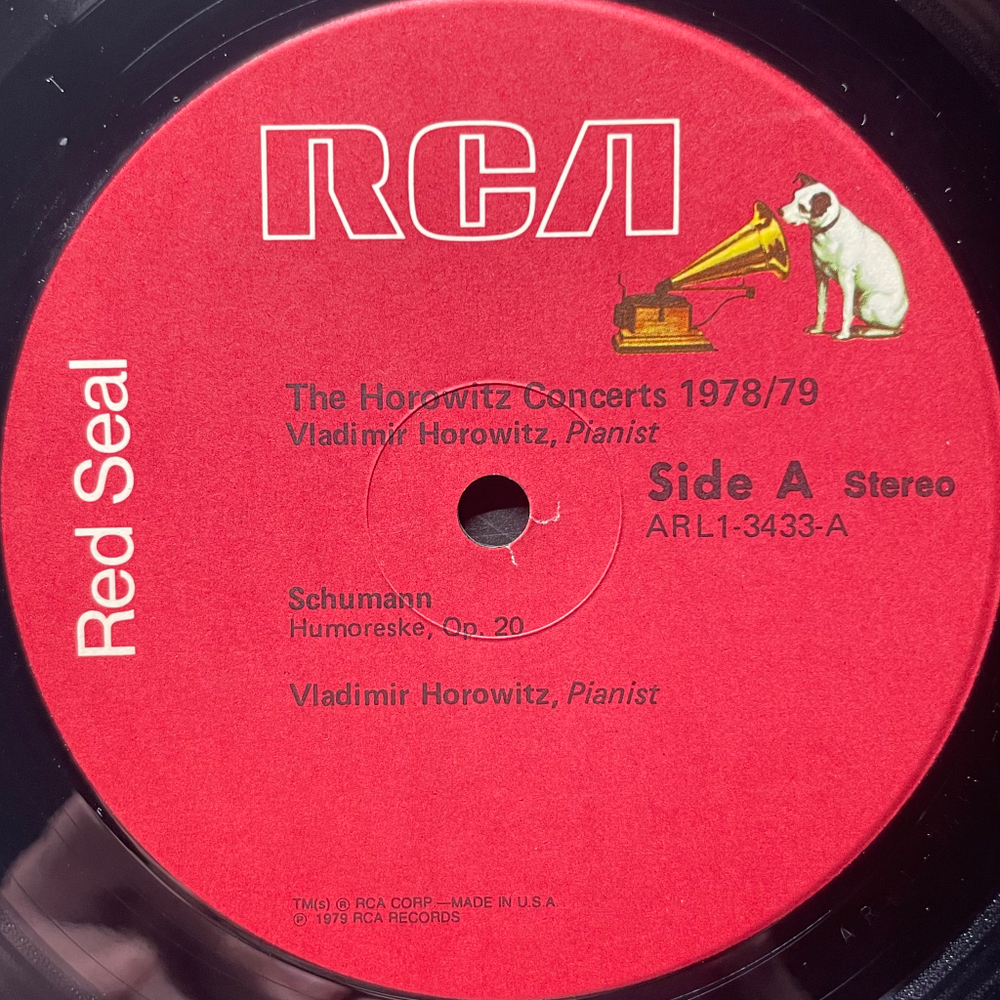 RCA
Red Seal
The Horowitz Concerts 1978/79
Vladimir Horowitz, Pianist
Side A Stereo
ARL1-3433-A
Schumann
Humoreske, Op. 20
Vladimir Horowitz, Pianist
TM(s) ® RCA CORP.—MADE IN U.S.A.
℗ 1979 RCA RECORDS